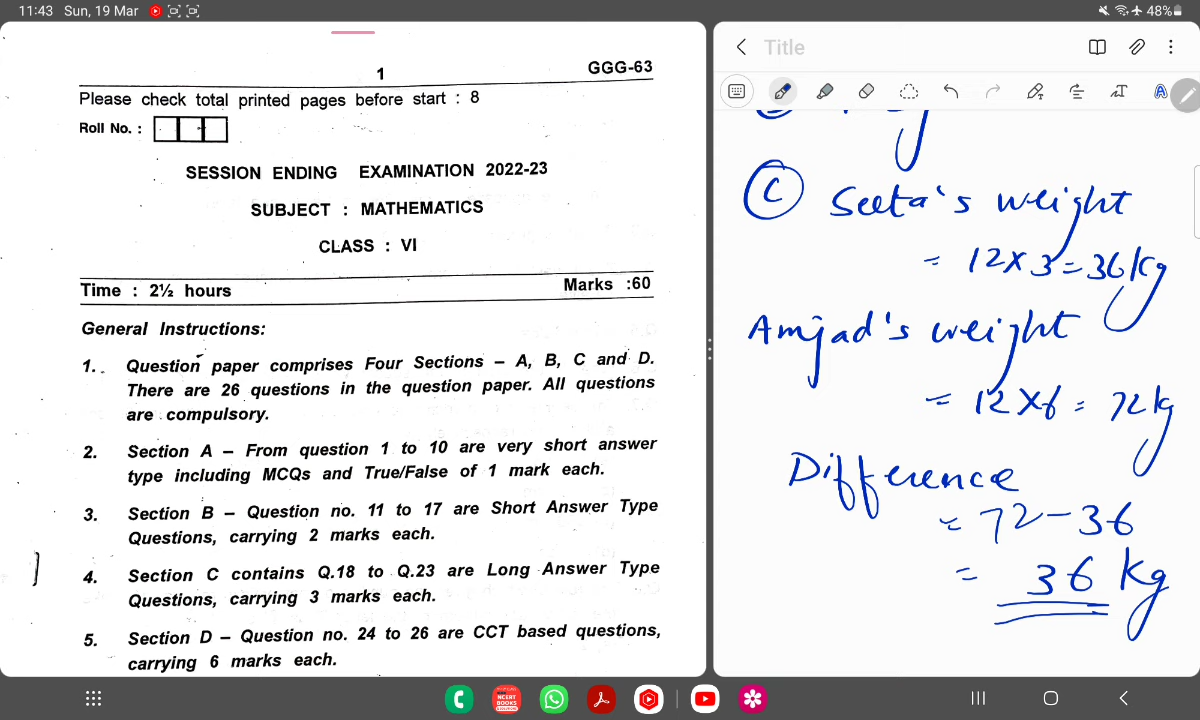 11:43 Sun, 19 Mar
48%
1
GGG-63
Please check total printed pages before start : 8
Roll No. :
SESSION ENDING EXAMINATION 2022-23
SUBJECT : MATHEMATICS
CLASS : VI
Time : 2½ hours
Marks :60
General Instructions:
1. Question paper comprises Four Sections – A, B, C and D.
There are 26 questions in the question paper. All questions
are compulsory.
2. Section A – From question 1 to 10 are very short answer
type including MCQs and True/False of 1 mark each.
3. Section B – Question no. 11 to 17 are Short Answer Type
Questions, carrying 2 marks each.
4. Section C contains Q.18 to Q.23 are Long Answer Type
Questions, carrying 3 marks each.
5. Section D – Question no. 24 to 26 are CCT based questions,
carrying 6 marks each.
Title
C Seeta's weight
= 12 x 3 = 36 kg
Amjad's weight
= 12 x 6 = 72 kg
Difference
= 72 - 36
= 36 kg
NCERT
BOOKS